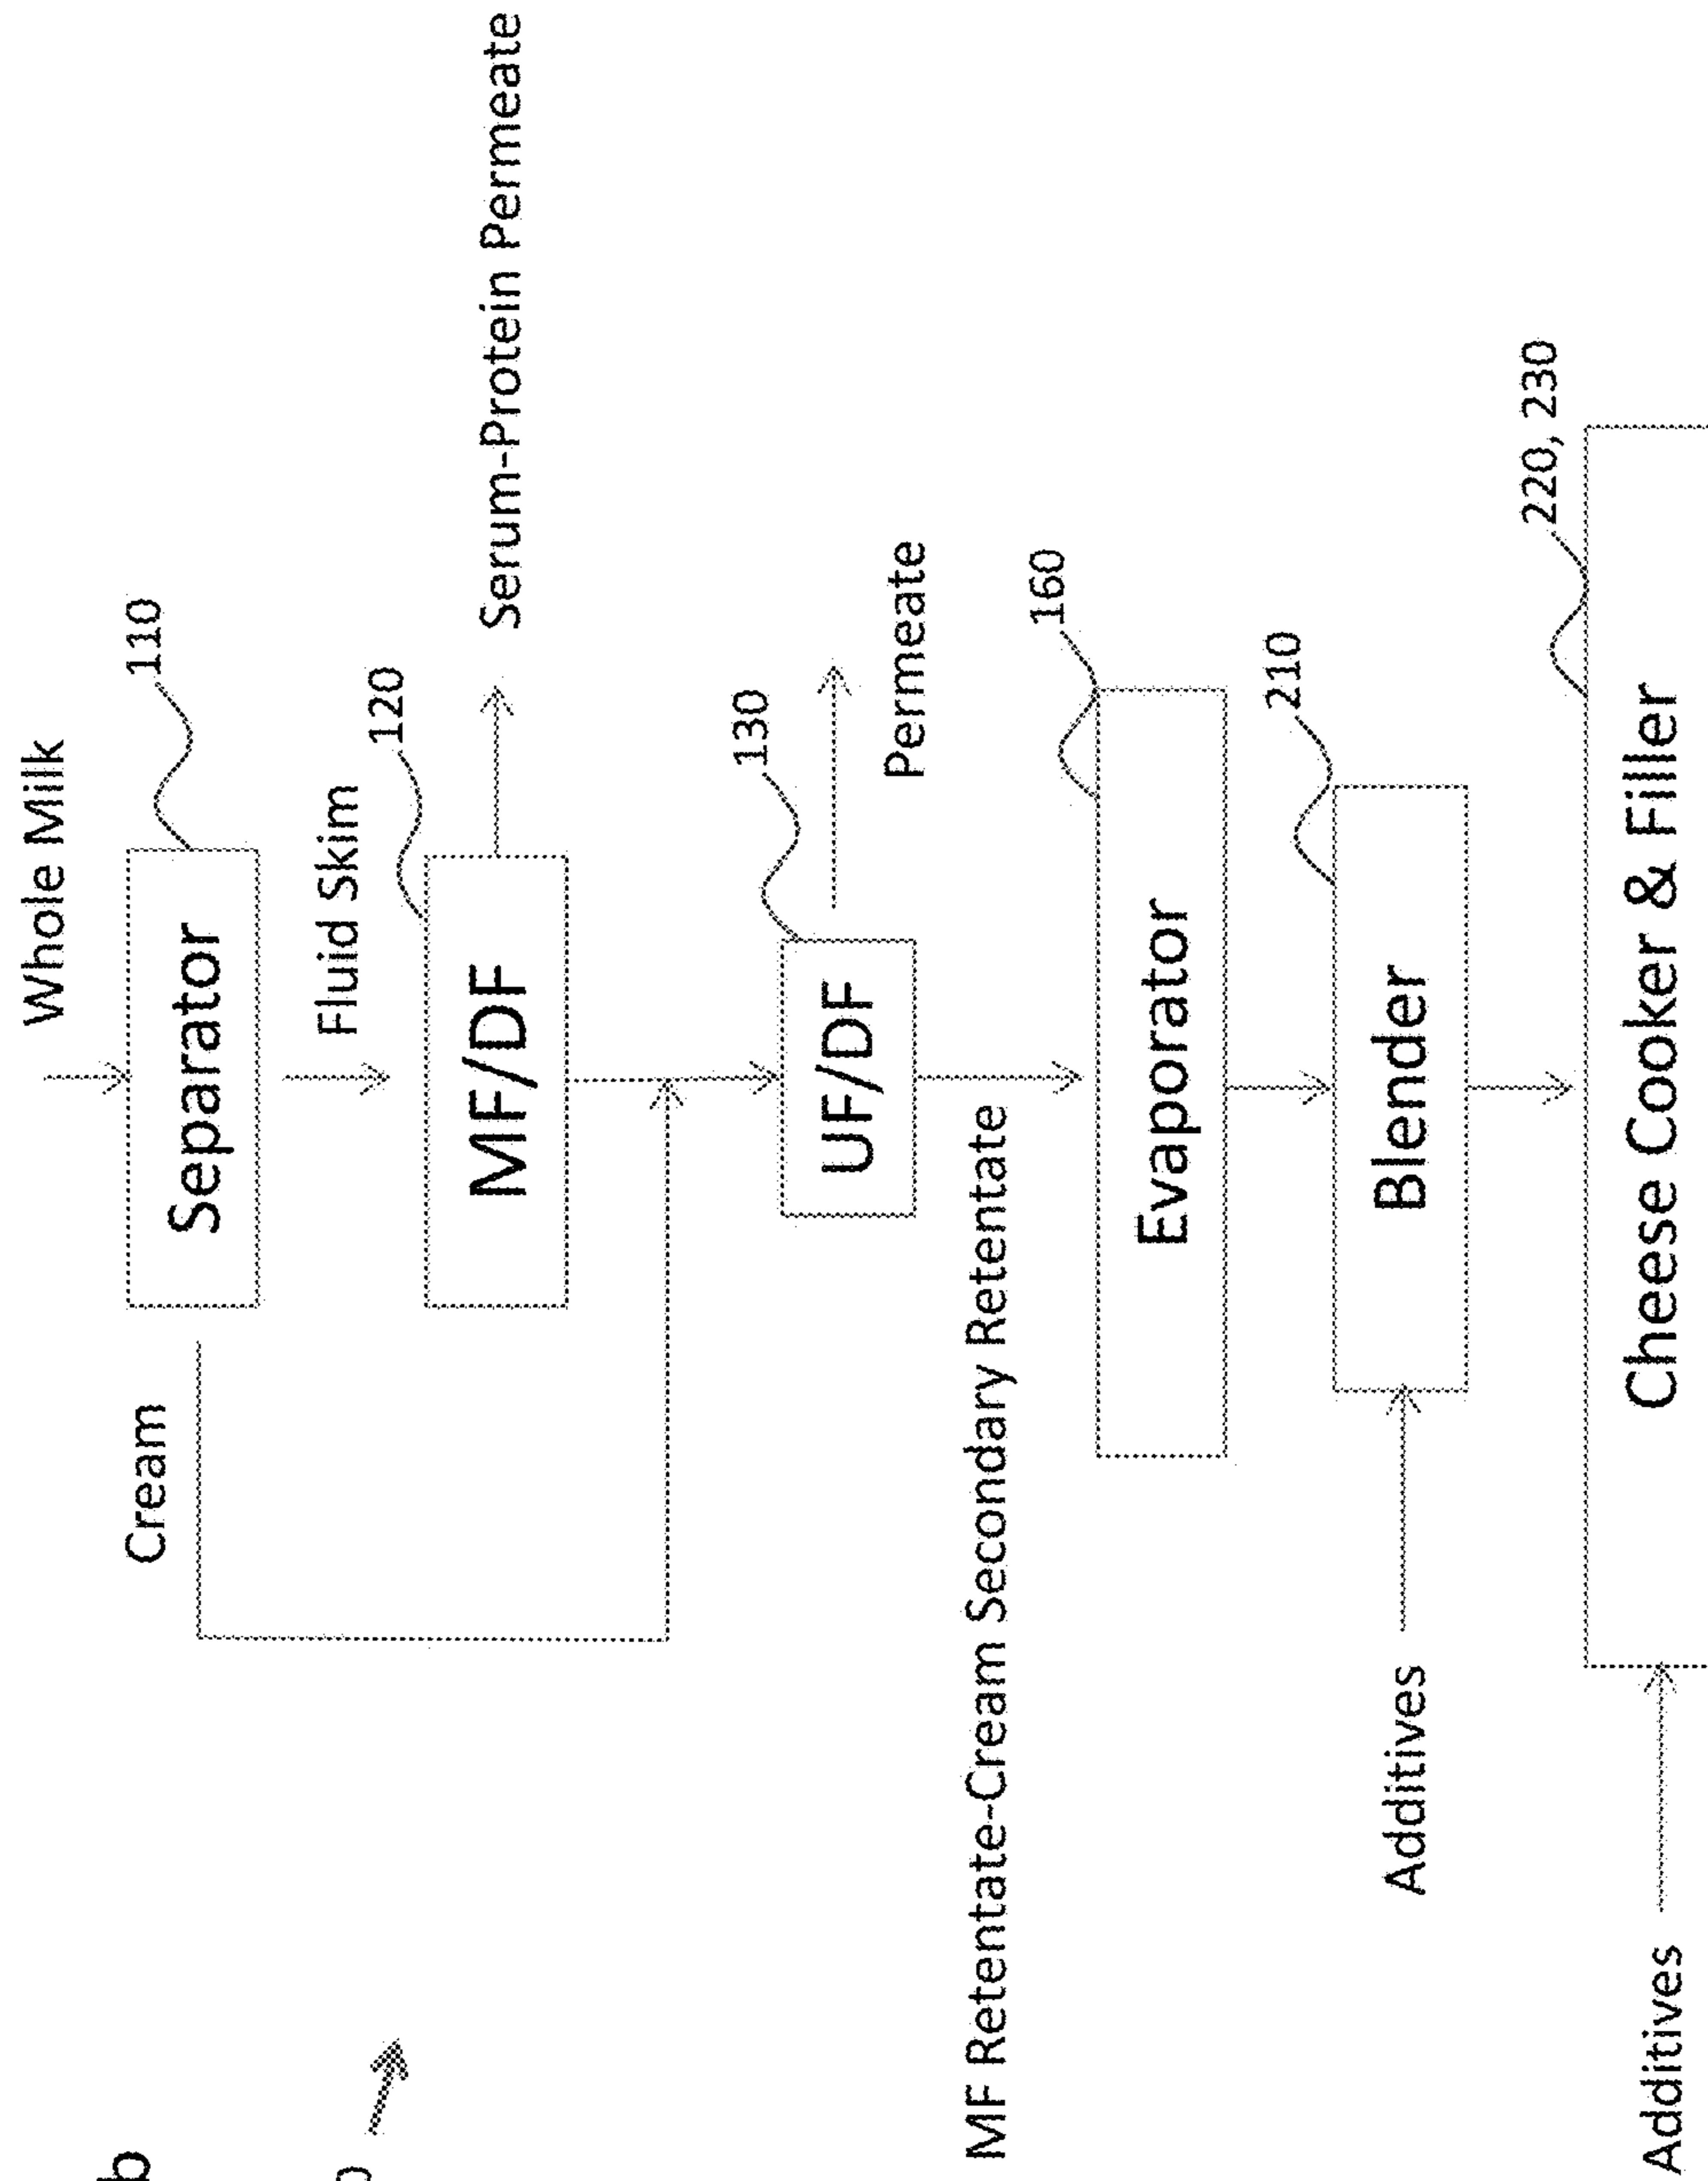 Whole Milk
110
Separator
Cream
Fluid Skim
120
MF/DF
Serum-Protein Permeate
130
UF/DF
Permeate
MF Retentate-Cream Secondary Retentate
160
Evaporator
210
Blender
Additives
220, 230
Cheese Cooker & Filler
Additives